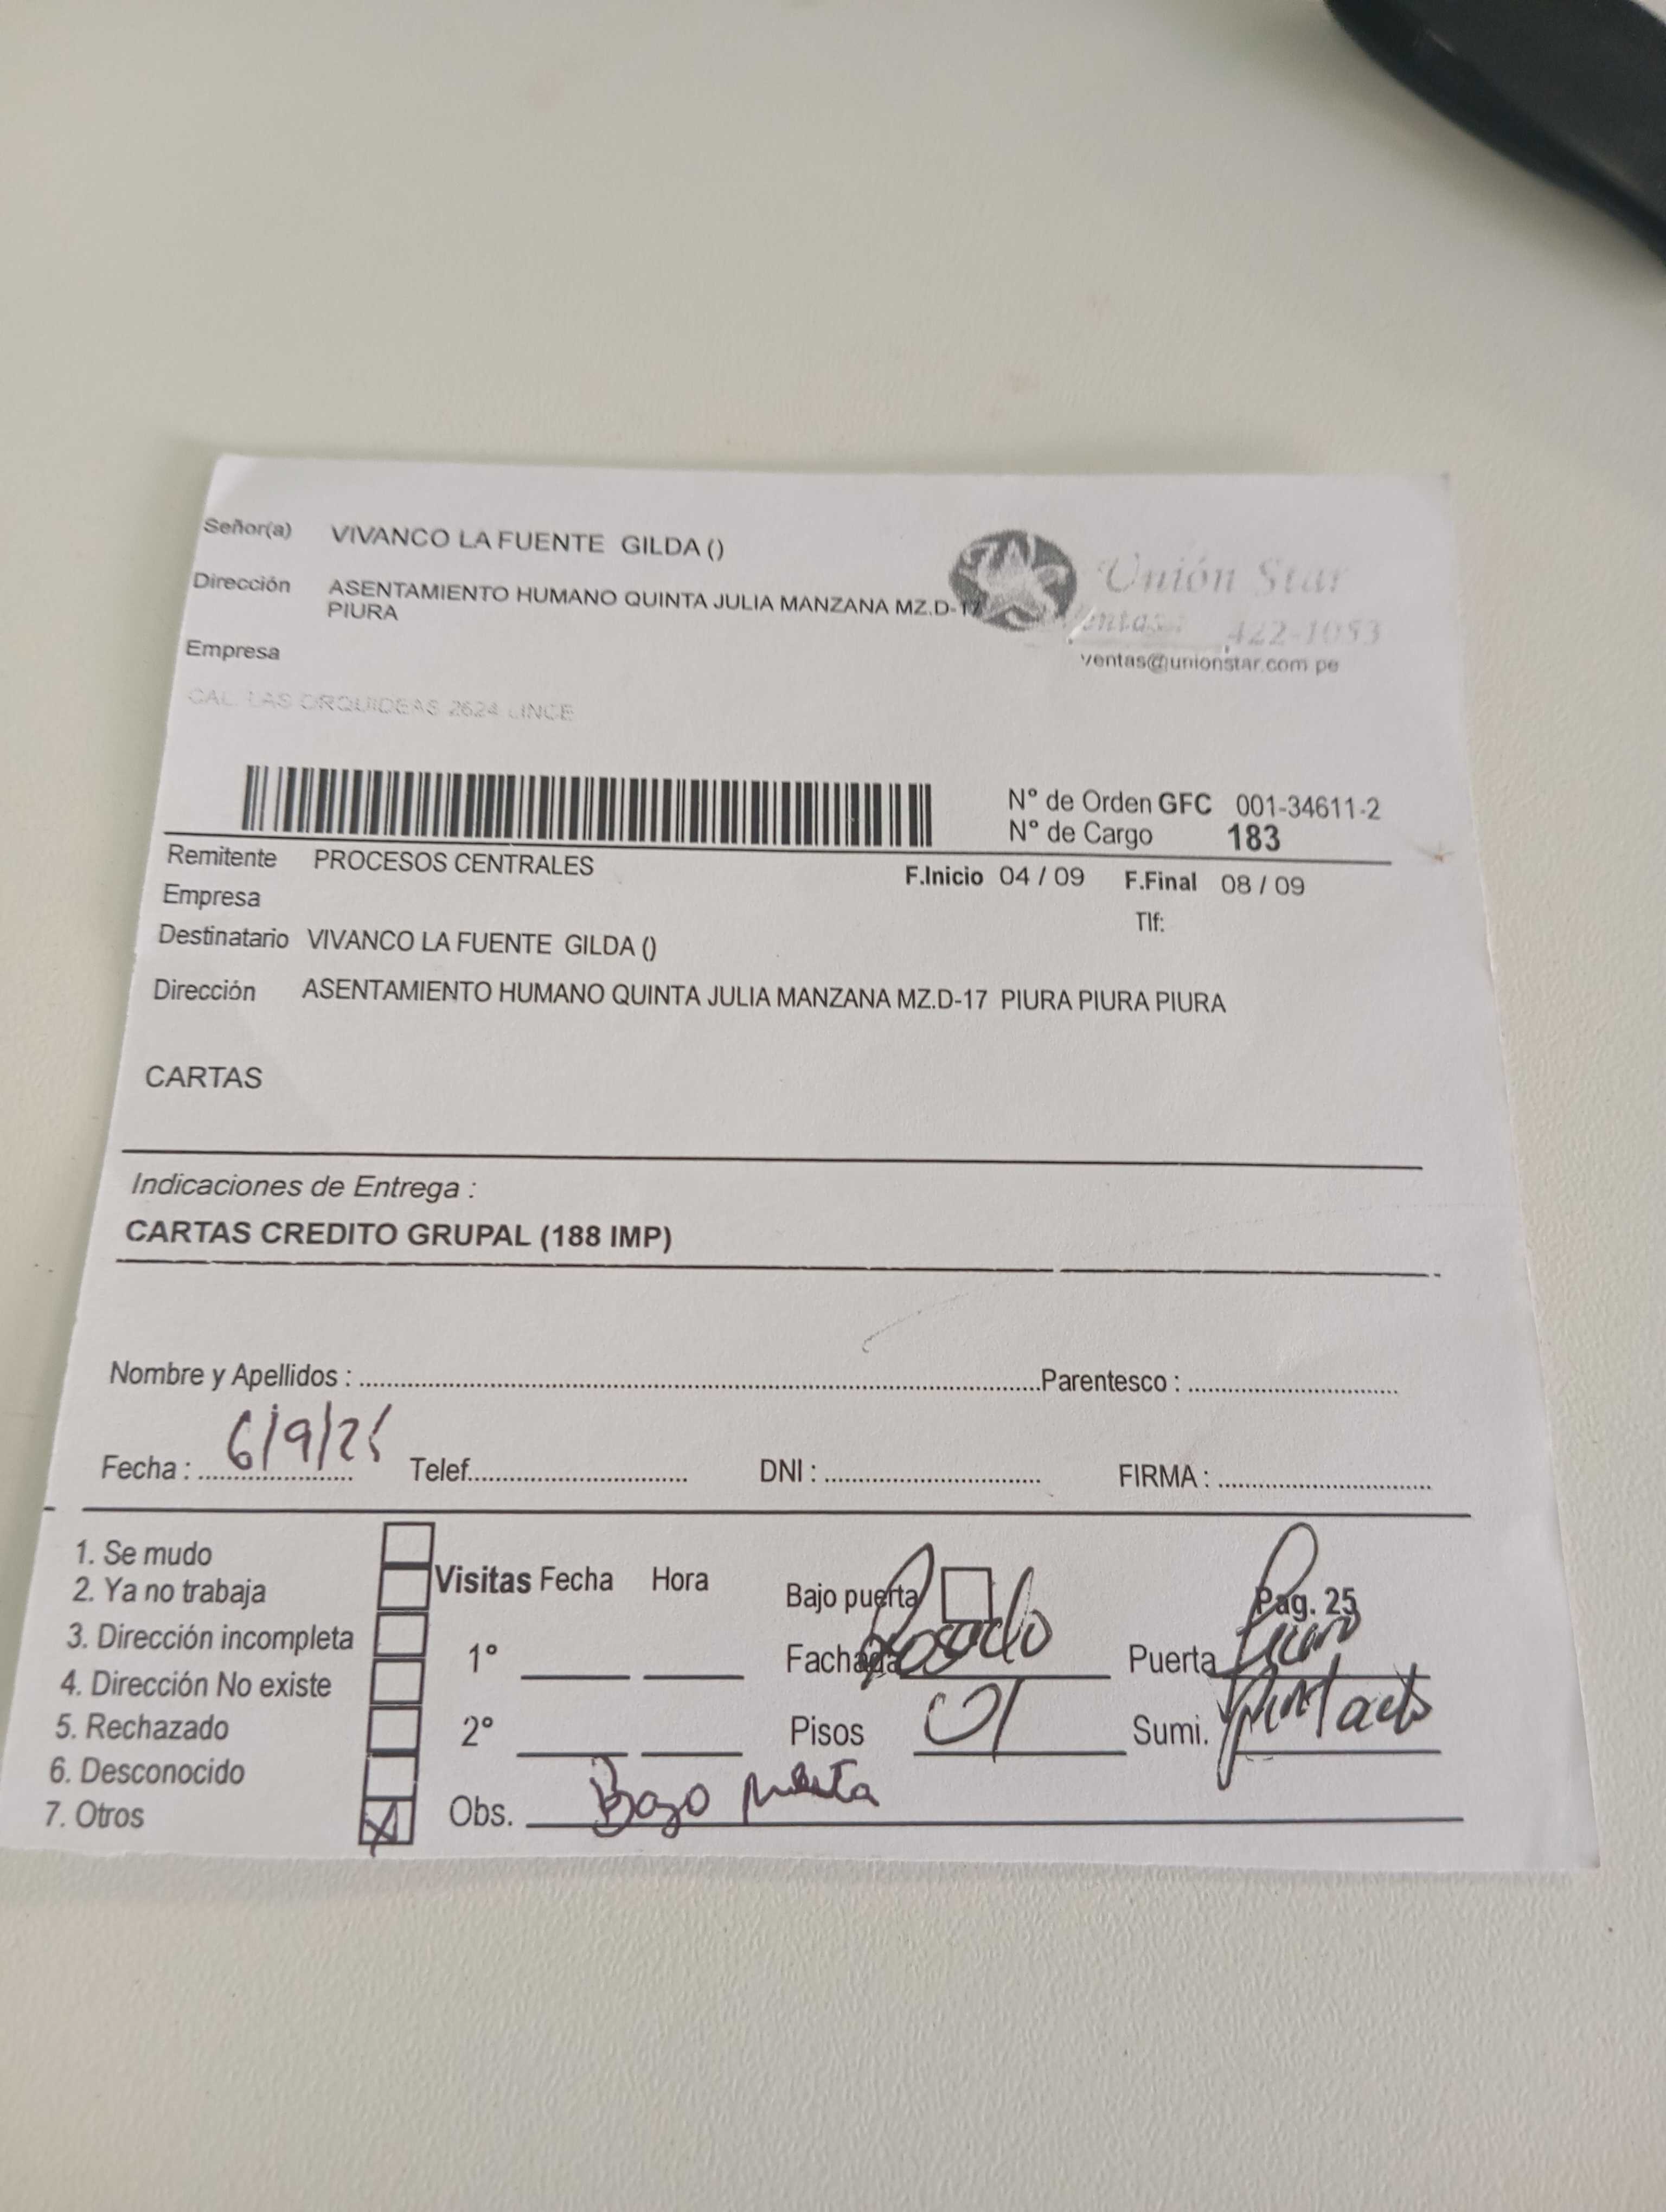 Señor(a) VIVANCO LA FUENTE GILDA ()
Dirección ASENTAMIENTO HUMANO QUINTA JULIA MANZANA MZ.D-17
PIURA
Empresa
CAL. LAS ORQUIDEAS 2624 LINCE
Unión Star
Ventas: 422-1053
ventas@unionstar.com.pe
N° de Orden GFC 001-34611-2
N° de Cargo 183
Remitente PROCESOS CENTRALES
F.Inicio 04 / 09 F.Final 08 / 09
Empresa
Tlf:
Destinatario VIVANCO LA FUENTE GILDA ()
Dirección ASENTAMIENTO HUMANO QUINTA JULIA MANZANA MZ.D-17 PIURA PIURA PIURA
CARTAS
Indicaciones de Entrega :
CARTAS CREDITO GRUPAL (188 IMP)
Nombre y Apellidos : Parentesco :
Fecha : 6/9/25 Telef. DNI : FIRMA :
1. Se mudo
2. Ya no trabaja
3. Dirección incompleta
4. Dirección No existe
5. Rechazado
6. Desconocido
7. Otros X
Visitas Fecha Hora
1°
2°
Bajo puerta
Pag. 25
Fachada Rosado Puerta
Pisos 01 Sumi.
Obs. Bajo puerta